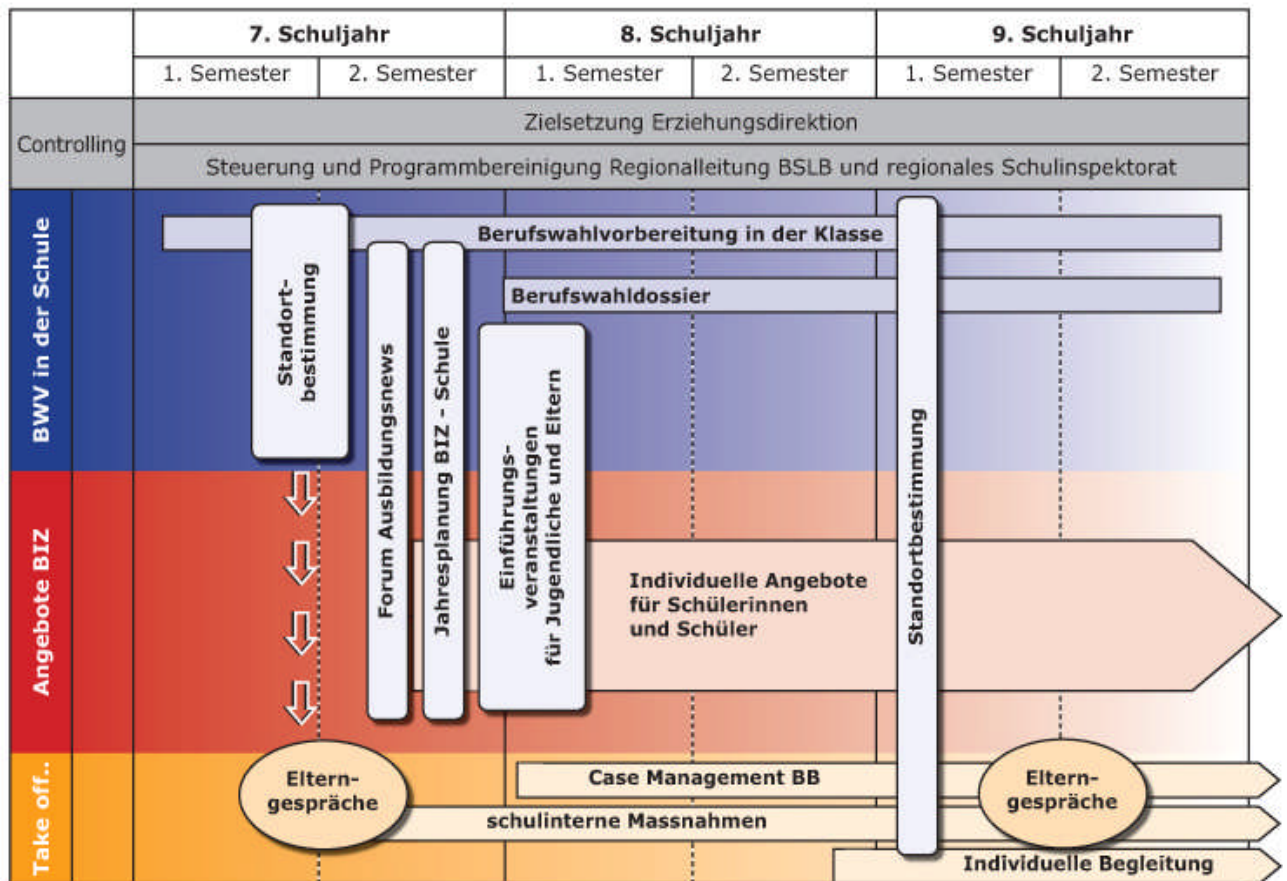 7. Schuljahr
8. Schuljahr
9. Schuljahr
1. Semester
2. Semester
1. Semester
2. Semester
1. Semester
2. Semester
Controlling
Zielsetzung Erziehungsdirektion
Steuerung und Programmbereinigung Regionalleitung BSLB und regionales Schulinspektorat
BWV in der Schule
Berufswahlvorbereitung in der Klasse
Berufswahldossier
Standort-
bestimmung
Forum Ausbildungsnews
Jahresplanung BIZ - Schule
Einführungs-
veranstaltungen
für Jugendliche und Eltern
Standortbestimmung
Angebote BIZ
Individuelle Angebote
für Schülerinnen
und Schüler
Take off..
Eltern-
gespräche
Case Management BB
Eltern-
gespräche
schulinterne Massnahmen
Individuelle Begleitung